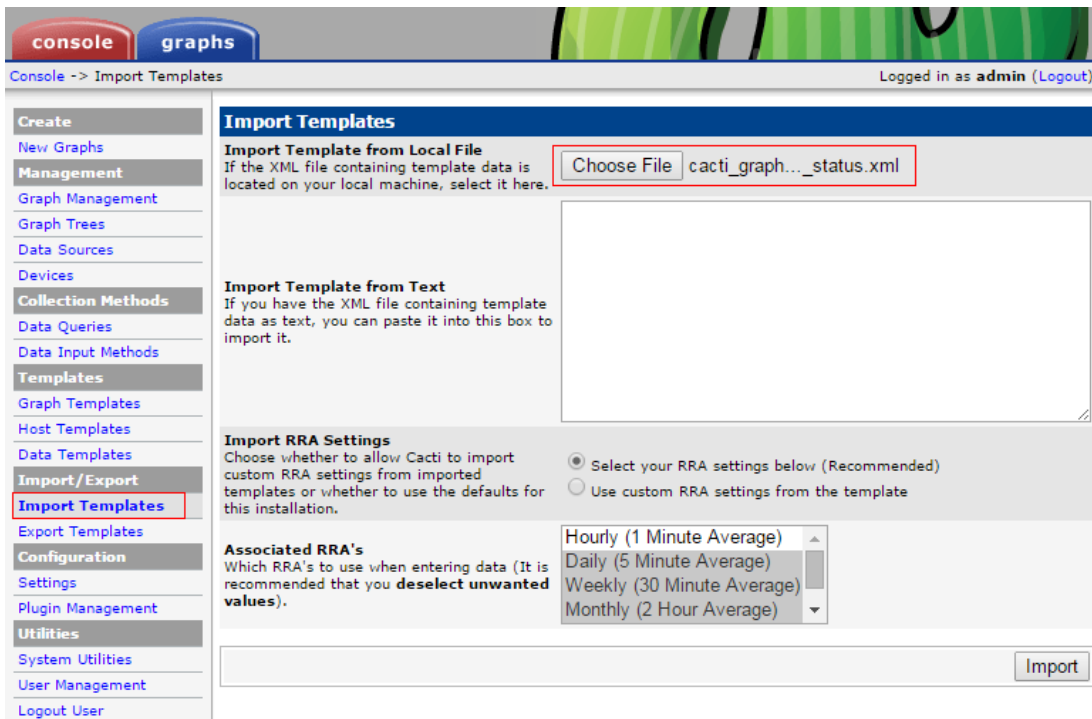 console
graphs
Console -> Import Templates
Logged in as admin (Logout)
Create
New Graphs
Management
Graph Management
Graph Trees
Data Sources
Devices
Collection Methods
Data Queries
Data Input Methods
Templates
Graph Templates
Host Templates
Data Templates
Import/Export
Import Templates
Export Templates
Configuration
Settings
Plugin Management
Utilities
System Utilities
User Management
Logout User
Import Templates
Import Template from Local File
If the XML file containing template data is
located on your local machine, select it here.
Choose File cacti_graph..._status.xml
Import Template from Text
If you have the XML file containing template
data as text, you can paste it into this box to
import it.
Import RRA Settings
Choose whether to allow Cacti to import
custom RRA settings from imported
templates or whether to use the defaults for
this installation.
Select your RRA settings below (Recommended)
Use custom RRA settings from the template
Associated RRA's
Which RRA's to use when entering data (It is
recommended that you deselect unwanted
values).
Hourly (1 Minute Average)
Daily (5 Minute Average)
Weekly (30 Minute Average)
Monthly (2 Hour Average)
Import